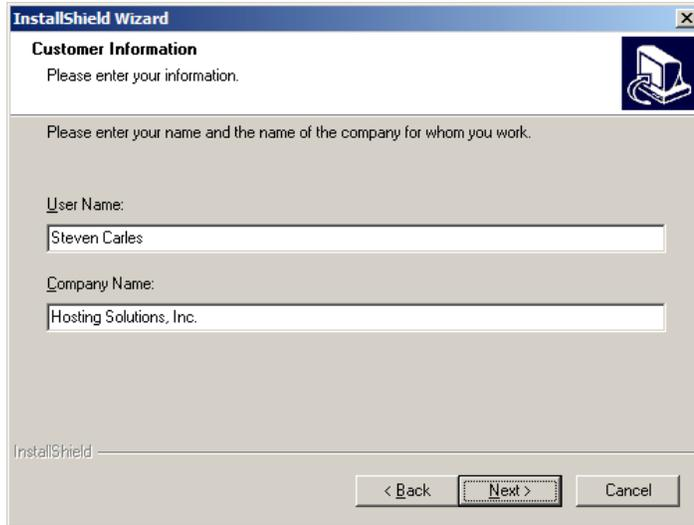 InstallShield Wizard
Customer Information
Please enter your information.
Please enter your name and the name of the company for whom you work.
User Name:
Steven Carles
Company Name:
Hosting Solutions, Inc.
InstallShield
< Back
Next >
Cancel